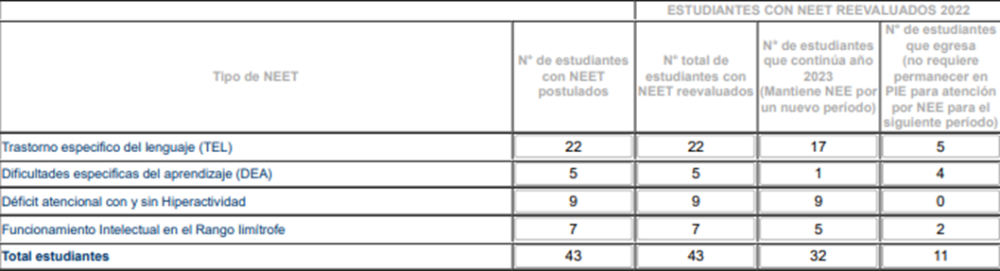 ESTUDIANTES CON NEET REEVALUADOS 2022
Tipo de NEET
N° de estudiantes
con NEET
postulados
N° total de
estudiantes con
NEET reevaluados
N° de estudiantes
que continúa año
2023
(Mantiene NEE por
un nuevo período)
N° de estudiantes
que egresa
(no requiere
permanecer en
PIE para atención
por NEE para el
siguiente período)
Trastorno especifico del lenguaje (TEL) 22 22 17 5
Dificultades especificas del aprendizaje (DEA) 5 5 1 4
Déficit atencional con y sin Hiperactividad 9 9 9 0
Funcionamiento Intelectual en el Rango limítrofe 7 7 5 2
Total estudiantes 43 43 32 11